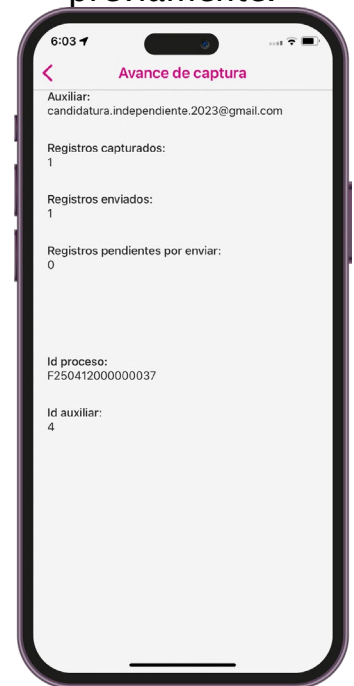 previamente.
6:03
Avance de captura
Auxiliar:
candidatura.independiente.2023@gmail.com
Registros capturados:
1
Registros enviados:
1
Registros pendientes por enviar:
0
Id proceso:
F250412000000037
Id auxiliar:
4